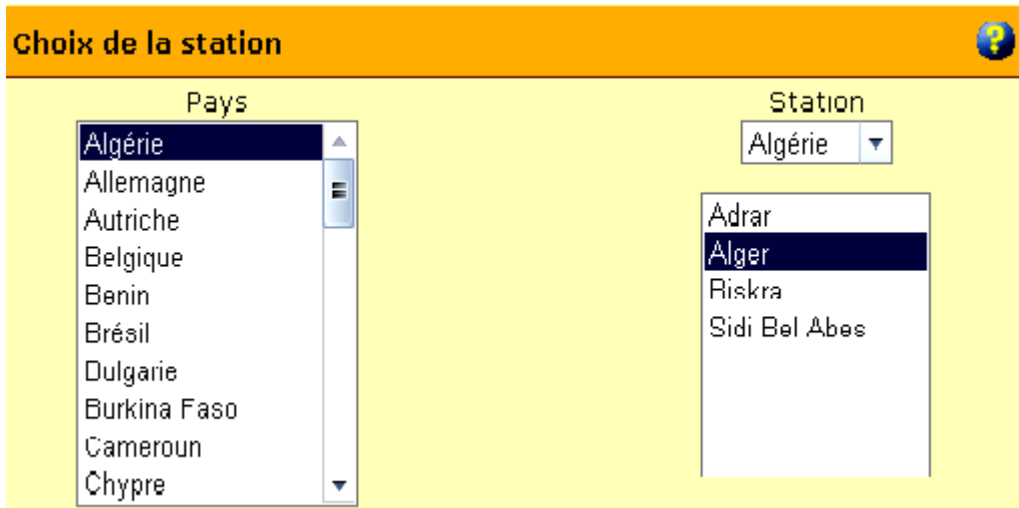 Choix de la station
?
Pays
Algérie
Allemagne
Autriche
Belgique
Benin
Brésil
Bulgarie
Burkina Faso
Cameroun
Chypre
Station
Algérie
Adrar
Alger
Biskra
Sidi Bel Abes